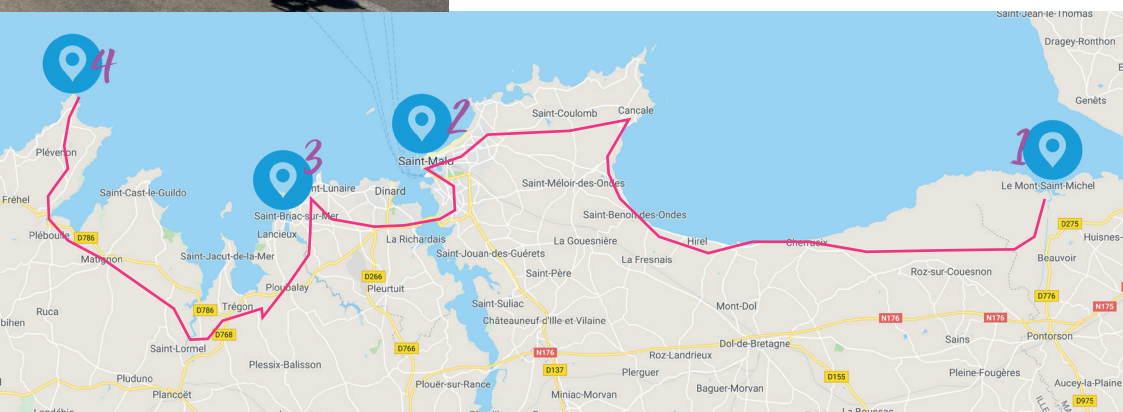 Saint-Jean-le-Thomas
Dragey-Ronthon
4
Genêts
2
Saint-Coulomb
Cancale
1
Plévenon
3
Saint-Malo
Saint-Méloir-des-Ondes
Le Mont-Saint-Michel
Saint-Cast-le-Guildo
nt-Lunaire
Dinard
Fréhel
Saint-Briac-sur-Mer
Saint-Benoît-des-Ondes
D275
Pléboulle
D786
Lancieux
La Richardais
La Gouesnière
Hirel
Cherrueix
Huisnes-
Matignon
Saint-Jacut-de-la-Mer
Saint-Jouan-des-Guérets
La Fresnais
Beauvoir
D266
Saint-Père
Roz-sur-Couesnon
Ploubalay
Pleurtuit
D776
Ruca
D786
Trégon
Saint-Suliac
Mont-Dol
N175
bihen
Châteauneuf-d'Ille-et-Vilaine
N176
N176
D768
Saint-Lormel
D766
N176
Roz-Landrieux
Dol-de-Bretagne
Sains
Pontorson
Plessix-Balisson
D137
Plerguer
D155
Pleine-Fougères
Pluduno
Plouër-sur-Rance
Baguer-Morvan
Aucey-la-Plaine
Plancoët
Miniac-Morvan
D975
La Boussac